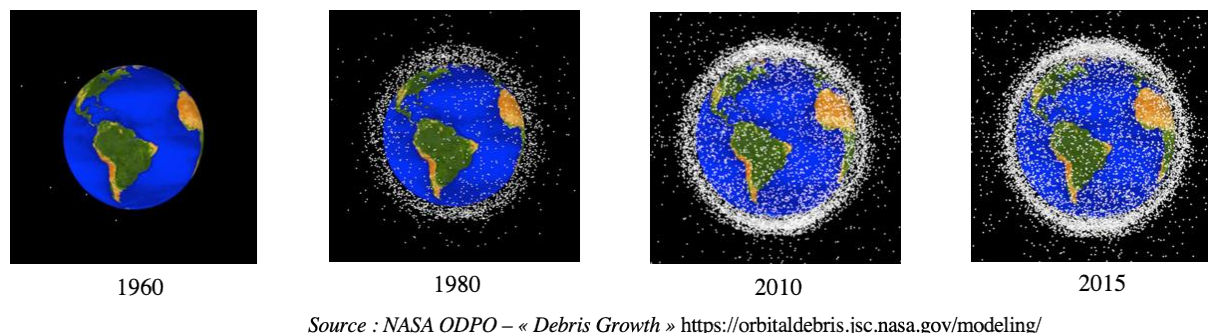 1960
1980
2010
2015
Source : NASA ODPO – « Debris Growth » https://orbitaldebris.jsc.nasa.gov/modeling/